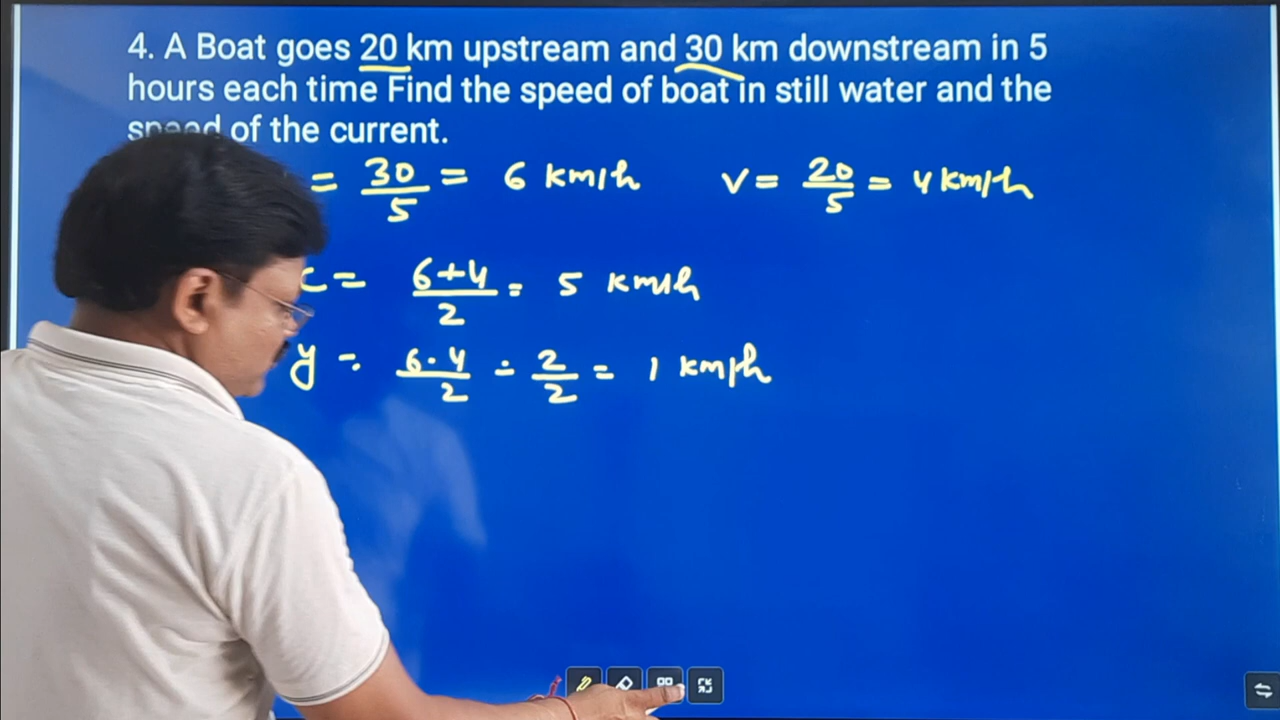 4. A Boat goes 20 km upstream and 30 km downstream in 5
hours each time Find the speed of boat in still water and the
speed of the current.
= 30/5 = 6 km/h V = 20/5 = 4 km/h
= 6+4/2 = 5 km/h
y = 6-4/2 = 2/2 = 1 km/h